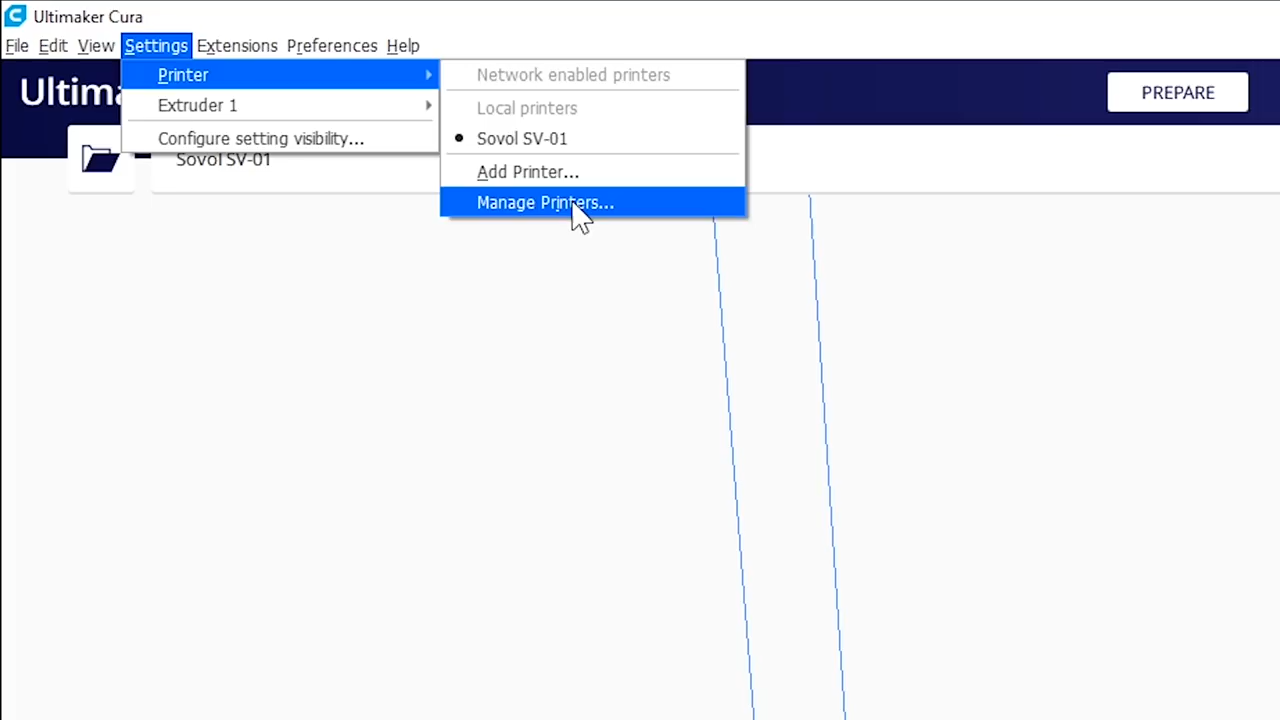 Ultimaker Cura
File Edit View Settings Extensions Preferences Help
Ultima
PREPARE
Printer
Extruder 1
Configure setting visibility...
Sovol SV-01
Network enabled printers
Local printers
Sovol SV-01
Add Printer...
Manage Printers...